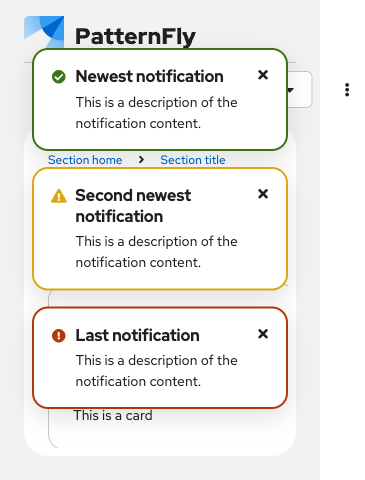 PatternFly
Newest notification
This is a description of the
notification content.
Section home
Section title
Second newest
notification
This is a description of the
notification content.
Last notification
This is a description of the
notification content.
This is a card